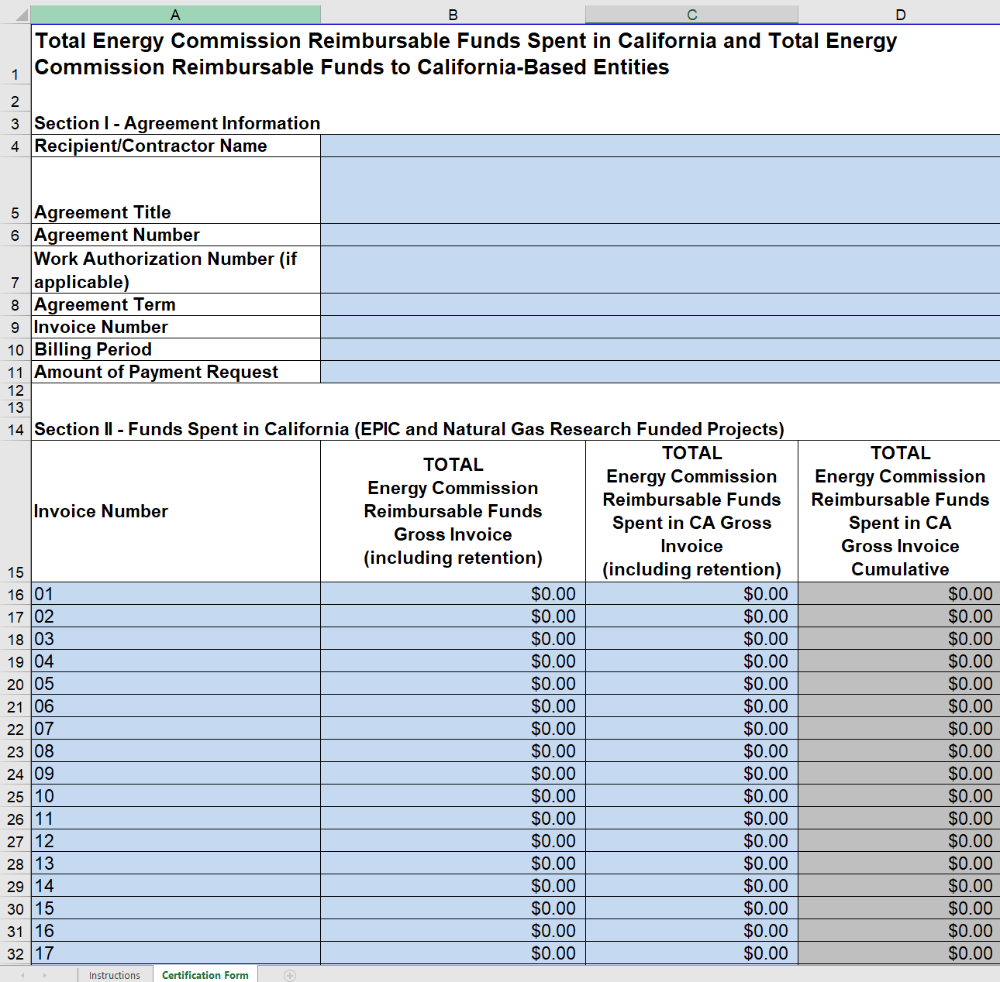 A B C D
1 Total Energy Commission Reimbursable Funds Spent in California and Total Energy
Commission Reimbursable Funds to California-Based Entities
2
3 Section I - Agreement Information
4 Recipient/Contractor Name
5 Agreement Title
6 Agreement Number
7 Work Authorization Number (if
applicable)
8 Agreement Term
9 Invoice Number
10 Billing Period
11 Amount of Payment Request
12
13
14 Section II - Funds Spent in California (EPIC and Natural Gas Research Funded Projects)
15 Invoice Number
TOTAL
Energy Commission
Reimbursable Funds
Gross Invoice
(including retention)
TOTAL
Energy Commission
Reimbursable Funds
Spent in CA Gross
Invoice
(including retention)
TOTAL
Energy Commission
Reimbursable Funds
Spent in CA
Gross Invoice
Cumulative
16 01 $0.00 $0.00 $0.00
17 02 $0.00 $0.00 $0.00
18 03 $0.00 $0.00 $0.00
19 04 $0.00 $0.00 $0.00
20 05 $0.00 $0.00 $0.00
21 06 $0.00 $0.00 $0.00
22 07 $0.00 $0.00 $0.00
23 08 $0.00 $0.00 $0.00
24 09 $0.00 $0.00 $0.00
25 10 $0.00 $0.00 $0.00
26 11 $0.00 $0.00 $0.00
27 12 $0.00 $0.00 $0.00
28 13 $0.00 $0.00 $0.00
29 14 $0.00 $0.00 $0.00
30 15 $0.00 $0.00 $0.00
31 16 $0.00 $0.00 $0.00
32 17 $0.00 $0.00 $0.00
Instructions Certification Form